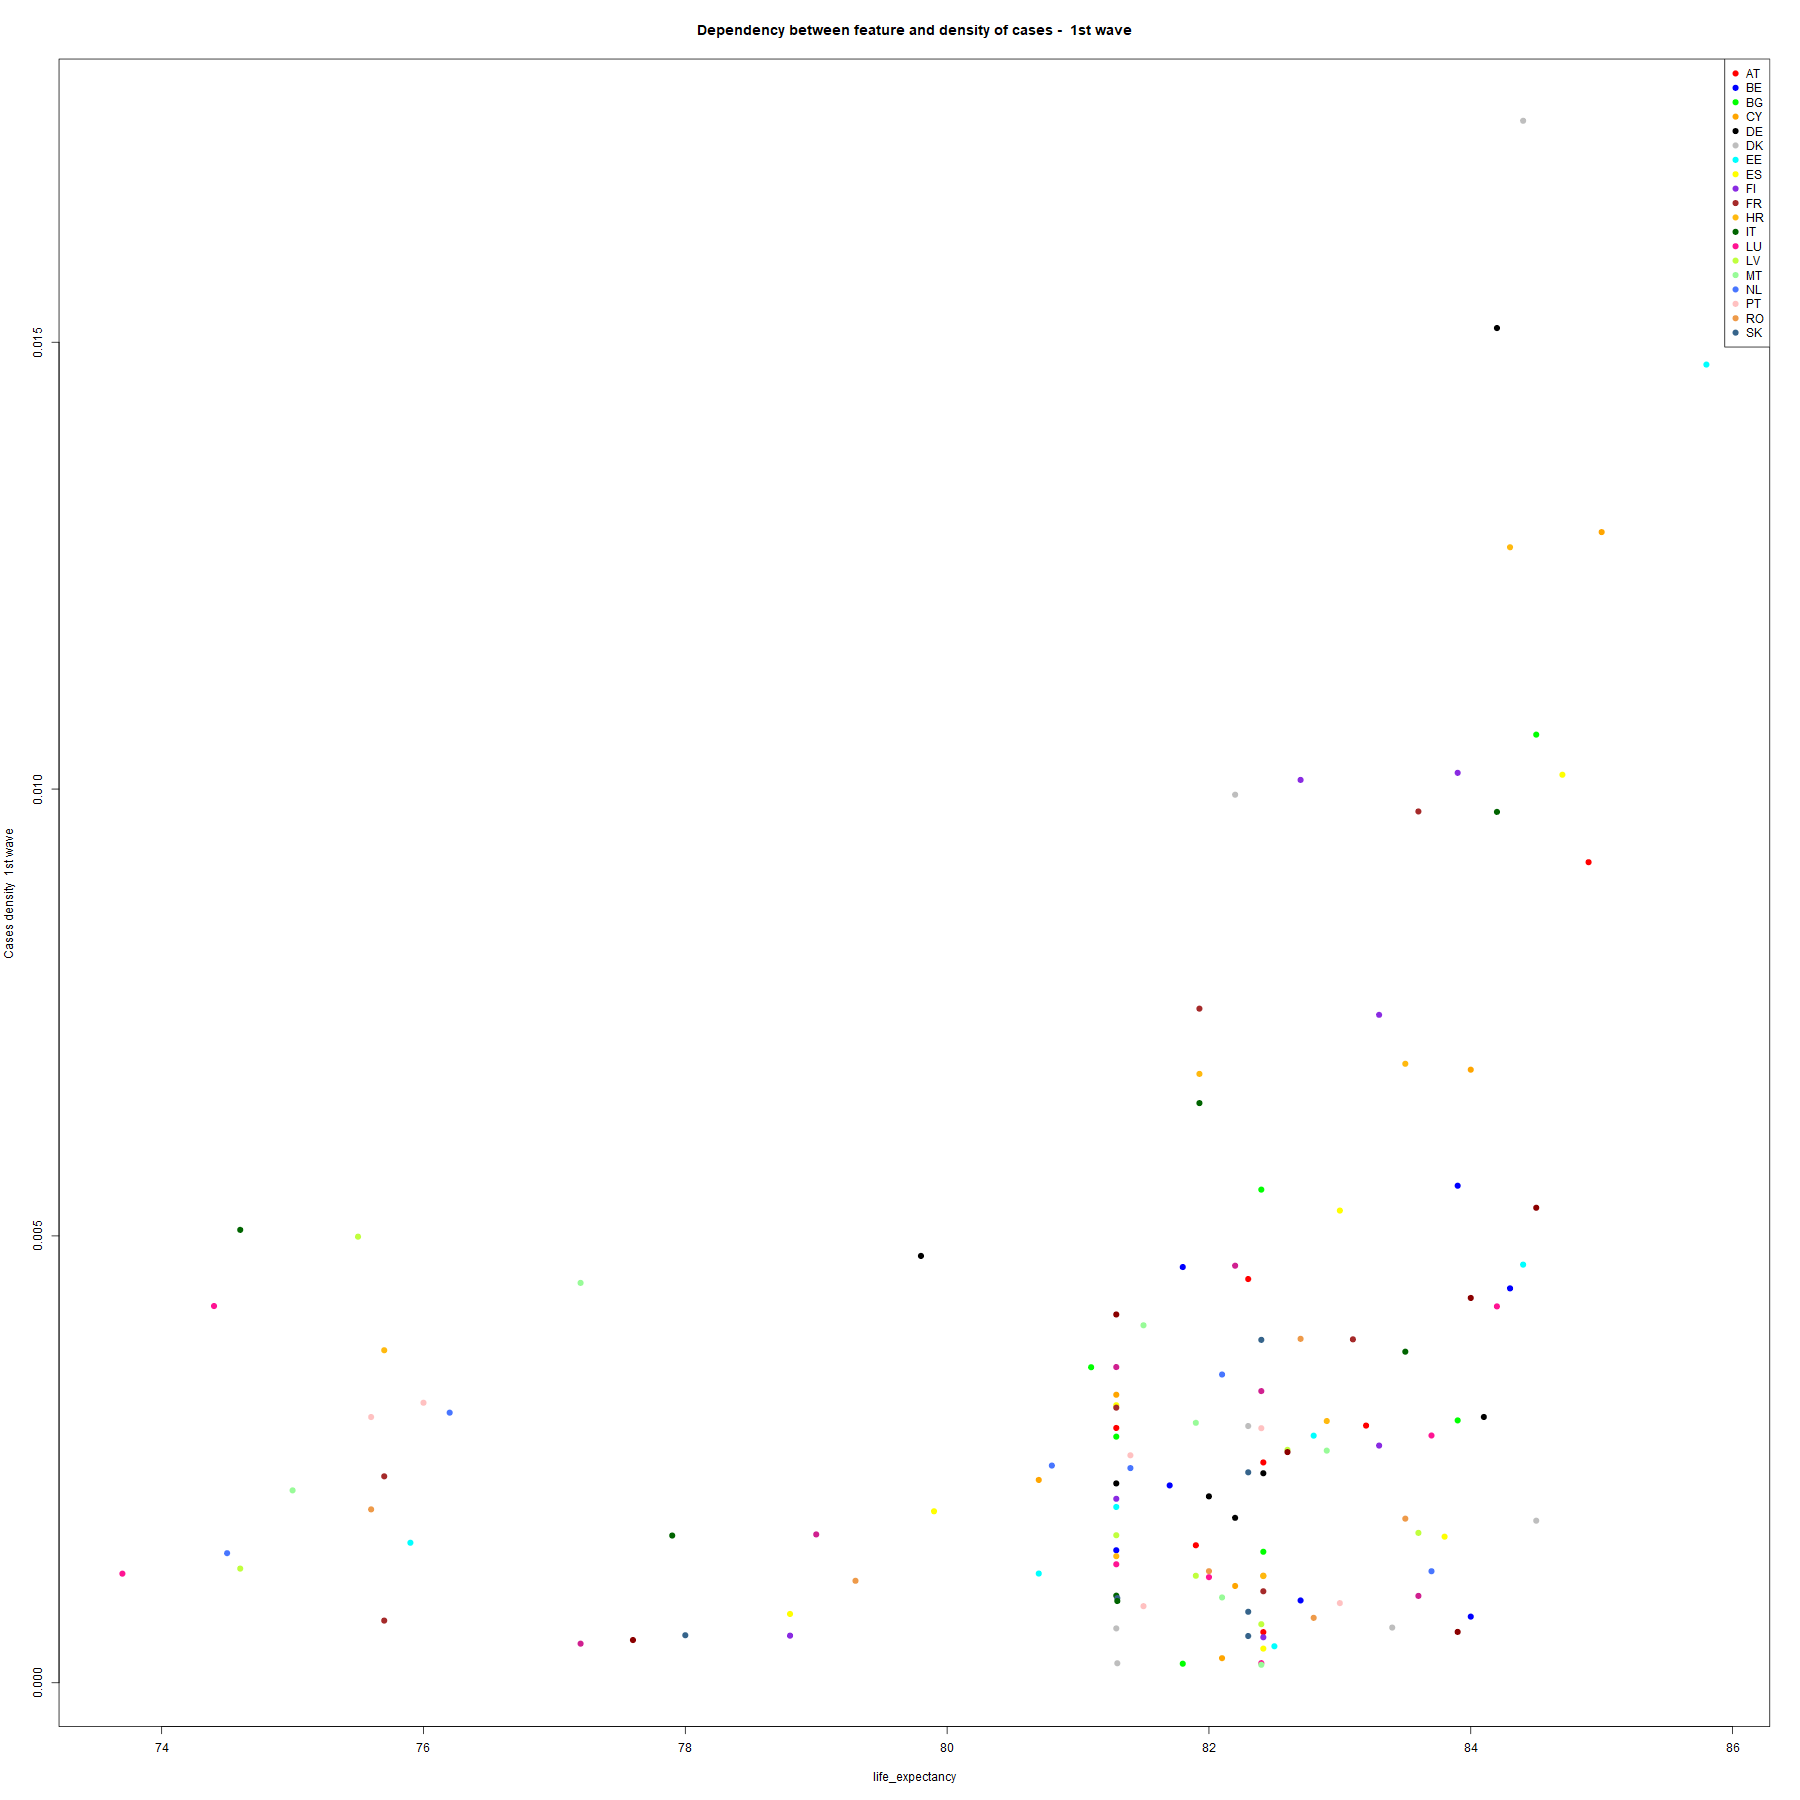 Dependency between feature and density of cases -  1st wave
AT
BE
BG
CY
DE
DK
EE
ES
FI
FR
HR
IT
LU
LV
MT
NL
PT
RO
SK
Cases density  1st wave
0.015
0.010
0.005
0.000
74 76 78 80 82 84 86
life_expectancy